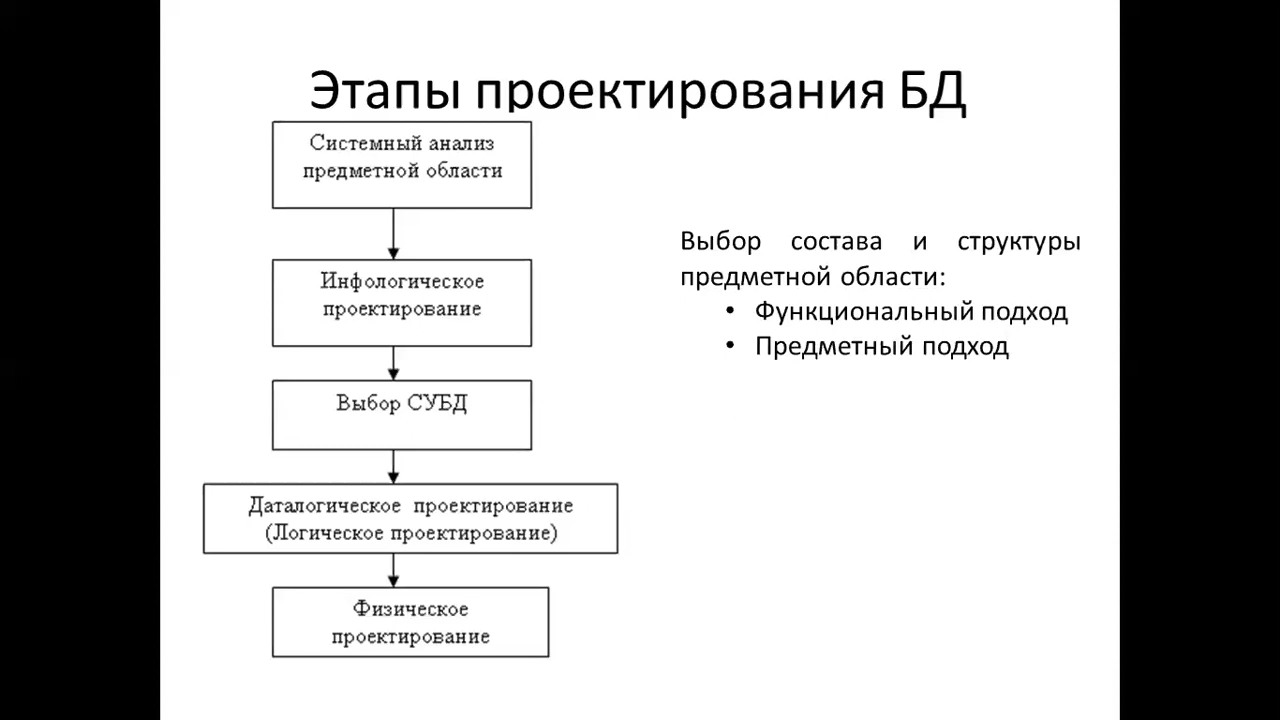 Этапы проектирования БД
Системный анализ
предметной области
Инфологическое
проектирование
Выбор СУБД
Даталогическое проектирование
(Логическое проектирование)
Физическое
проектирование
Выбор состава и структуры
предметной области:
• Функциональный подход
• Предметный подход